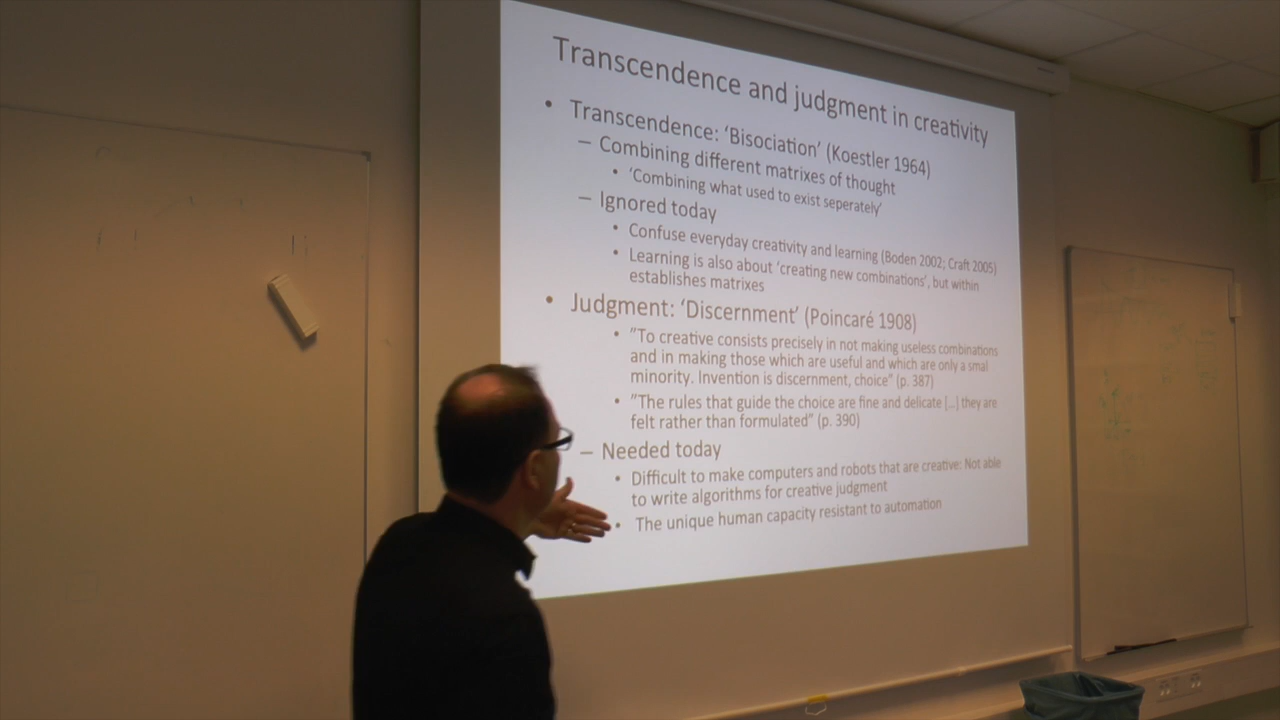 Transcendence and judgment in creativity
• Transcendence: ‘Bisociation’ (Koestler 1964)
– Combining different matrixes of thought
• ‘Combining what used to exist seperately’
– Ignored today
• Confuse everyday creativity and learning (Boden 2002; Craft 2005)
• Learning is also about ‘creating new combinations’, but within
establishes matrixes
• Judgment: ‘Discernment’ (Poincaré 1908)
• ”To creative consists precisely in not making useless combinations
and in making those which are useful and which are only a smal
minority. Invention is discernment, choice” (p. 387)
• ”The rules that guide the choice are fine and delicate […] they are
felt rather than formulated” (p. 390)
– Needed today
• Difficult to make computers and robots that are creative: Not able
to write algorithms for creative judgment
• The unique human capacity resistant to automation